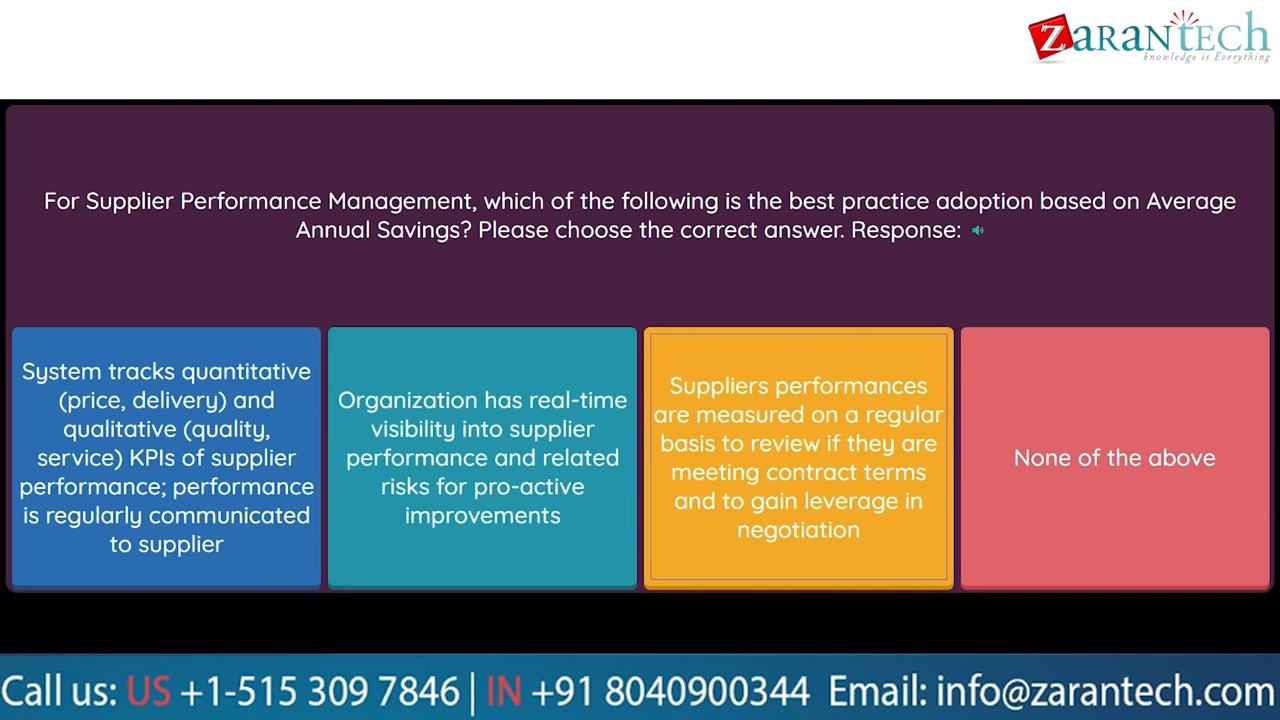 ZARANTECH
knowledge is Everything
For Supplier Performance Management, which of the following is the best practice adoption based on Average
Annual Savings? Please choose the correct answer. Response:
System tracks quantitative
(price, delivery) and
qualitative (quality,
service) KPIs of supplier
performance; performance
is regularly communicated
to supplier
Organization has real-time
visibility into supplier
performance and related
risks for pro-active
improvements
Suppliers performances
are measured on a regular
basis to review if they are
meeting contract terms
and to gain leverage in
negotiation
None of the above
Call us: US +1-515 309 7846 | IN +91 8040900344 Email: info@zarantech.com